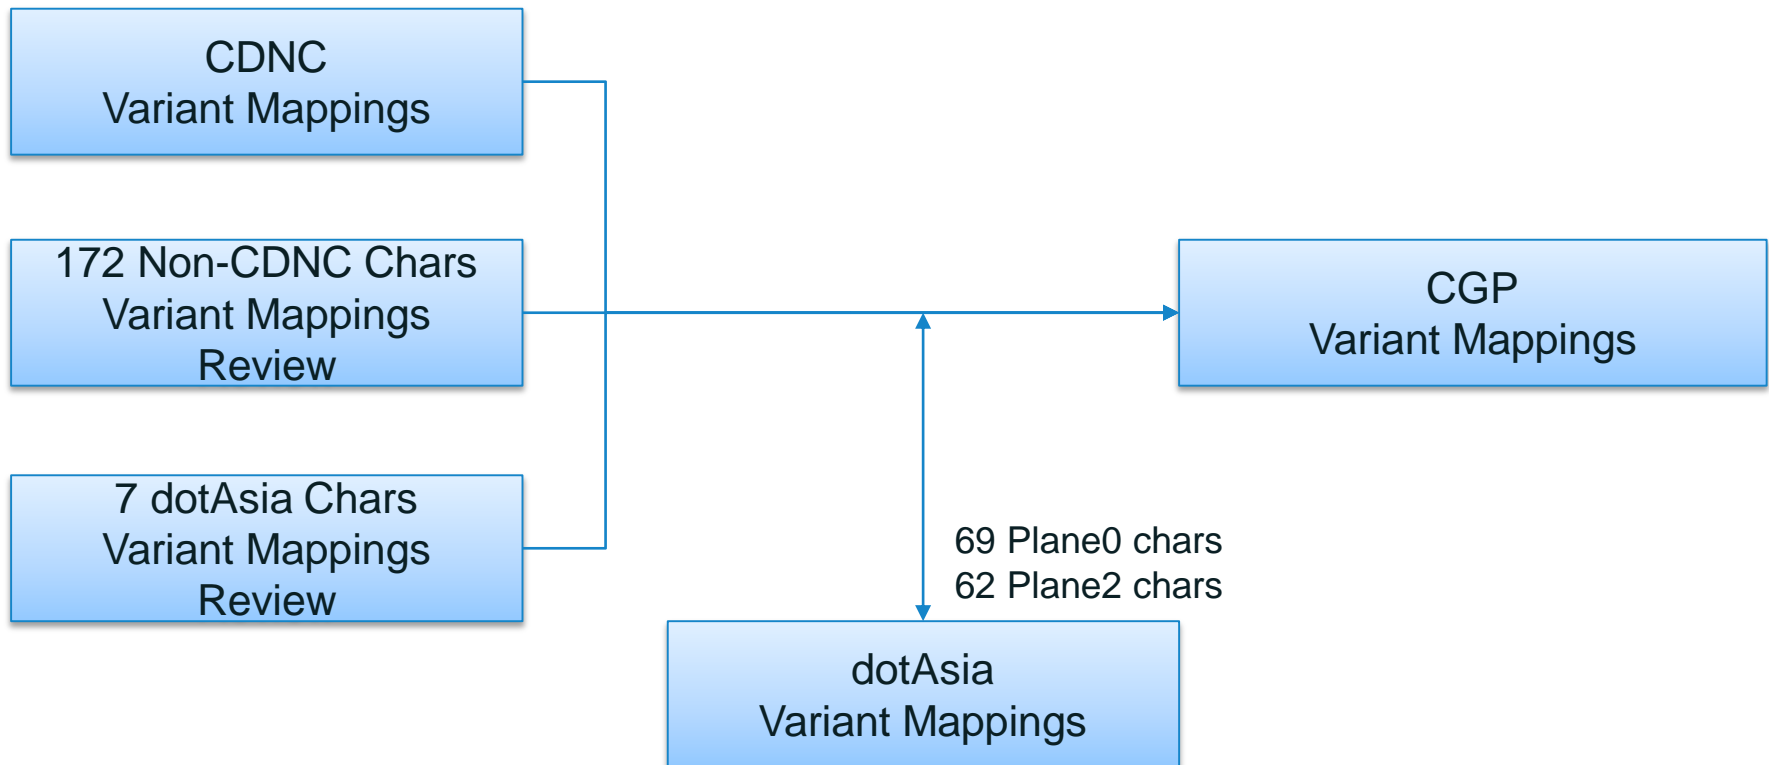 CDNC
Variant Mappings
172 Non-CDNC Chars
Variant Mappings
Review
7 dotAsia Chars
Variant Mappings
Review
CGP
Variant Mappings
69 Plane0 chars
62 Plane2 chars
dotAsia
Variant Mappings